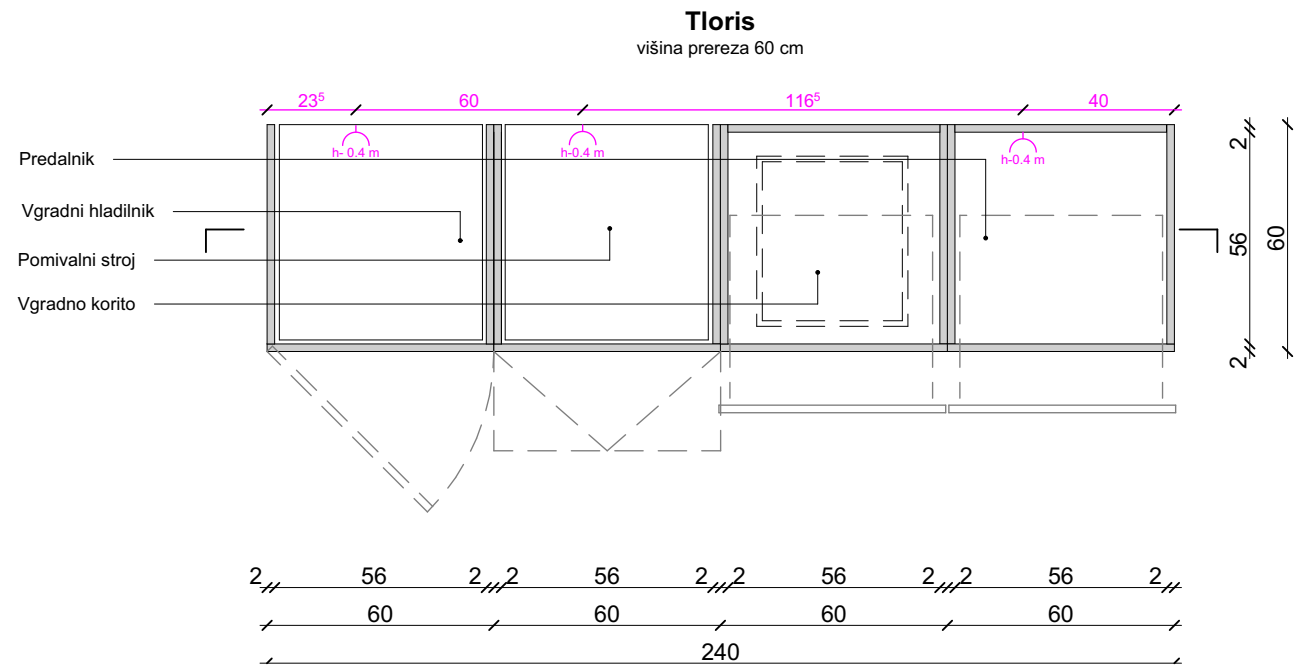 Tloris
višina prereza 60 cm
23⁵ 60 116⁵ 40
h- 0.4 m h-0.4 m h-0.4 m
Predalnik
Vgradni hladilnik
Pomivalni stroj
Vgradno korito
2
56 60
2
2 56 2 2 56 2 2 56 2 2 56 2
60 60 60 60
240